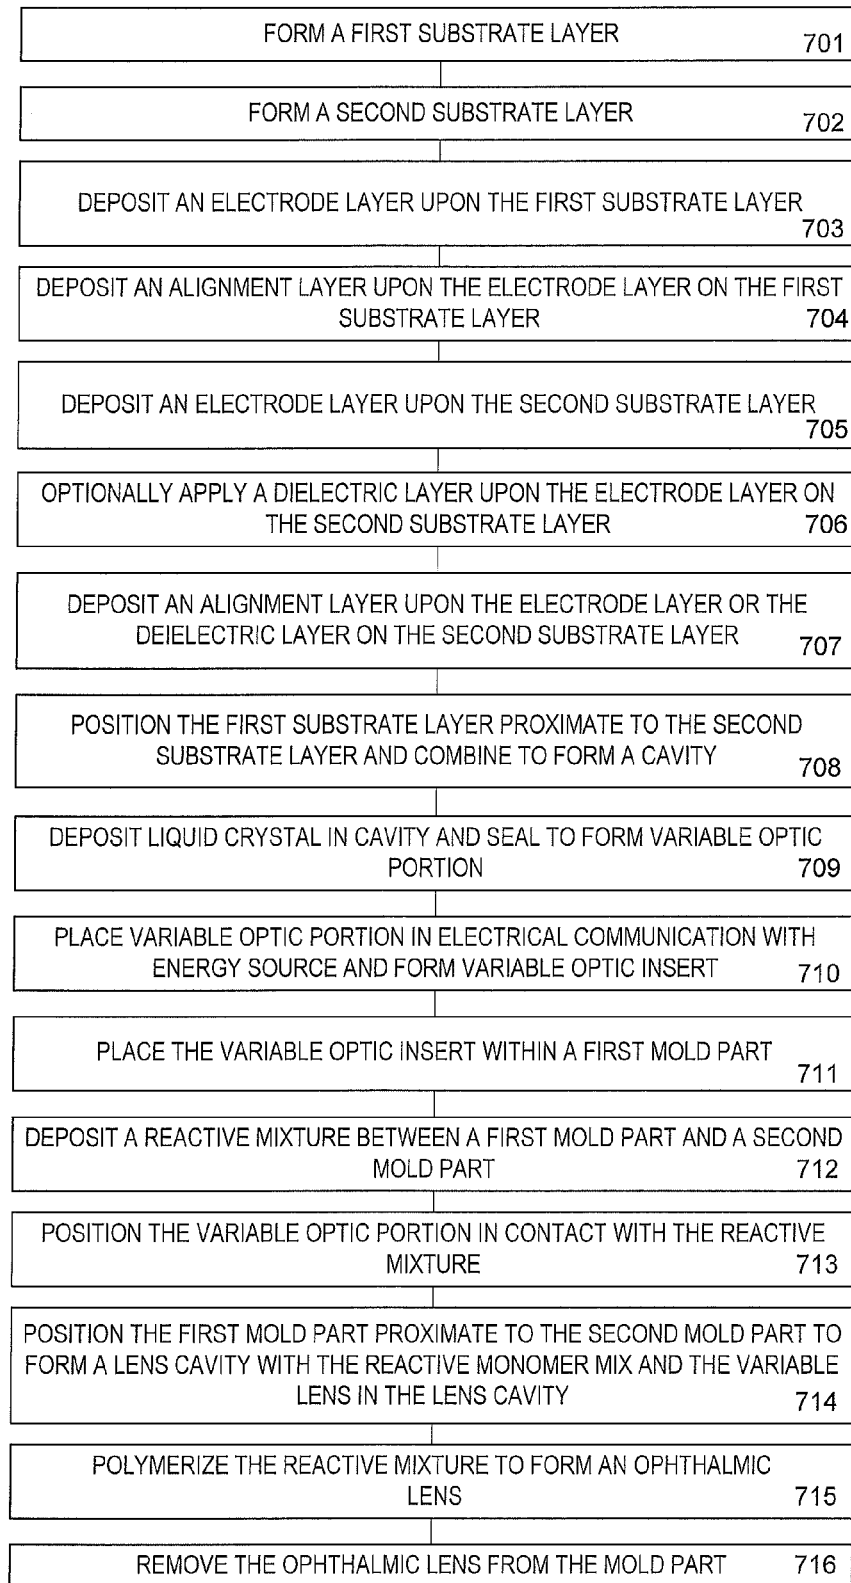 FORM A FIRST SUBSTRATE LAYER
701
FORM A SECOND SUBSTRATE LAYER
702
DEPOSIT AN ELECTRODE LAYER UPON THE FIRST SUBSTRATE LAYER
703
DEPOSIT AN ALIGNMENT LAYER UPON THE ELECTRODE LAYER ON THE FIRST
SUBSTRATE LAYER 704
DEPOSIT AN ELECTRODE LAYER UPON THE SECOND SUBSTRATE LAYER
705
OPTIONALLY APPLY A DIELECTRIC LAYER UPON THE ELECTRODE LAYER ON
THE SECOND SUBSTRATE LAYER 706
DEPOSIT AN ALIGNMENT LAYER UPON THE ELECTRODE LAYER OR THE
DEIELECTRIC LAYER ON THE SECOND SUBSTRATE LAYER 707
POSITION THE FIRST SUBSTRATE LAYER PROXIMATE TO THE SECOND
SUBSTRATE LAYER AND COMBINE TO FORM A CAVITY 708
DEPOSIT LIQUID CRYSTAL IN CAVITY AND SEAL TO FORM VARIABLE OPTIC
PORTION 709
PLACE VARIABLE OPTIC PORTION IN ELECTRICAL COMMUNICATION WITH
ENERGY SOURCE AND FORM VARIABLE OPTIC INSERT 710
PLACE THE VARIABLE OPTIC INSERT WITHIN A FIRST MOLD PART
711
DEPOSIT A REACTIVE MIXTURE BETWEEN A FIRST MOLD PART AND A SECOND
MOLD PART 712
POSITION THE VARIABLE OPTIC PORTION IN CONTACT WITH THE REACTIVE
MIXTURE 713
POSITION THE FIRST MOLD PART PROXIMATE TO THE SECOND MOLD PART TO
FORM A LENS CAVITY WITH THE REACTIVE MONOMER MIX AND THE VARIABLE
LENS IN THE LENS CAVITY 714
POLYMERIZE THE REACTIVE MIXTURE TO FORM AN OPHTHALMIC
LENS 715
REMOVE THE OPHTHALMIC LENS FROM THE MOLD PART 716